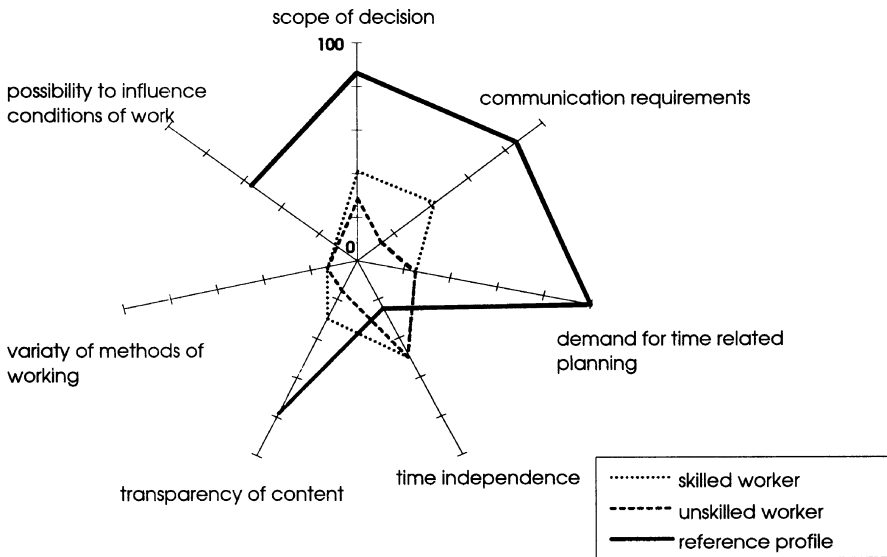 scope of decision
100
possibility to influence
conditions of work
communication requirements
0
demand for time related
planning
variaty of methods of
working
time independence
transparency of content
skilled worker
unskilled worker
reference profile